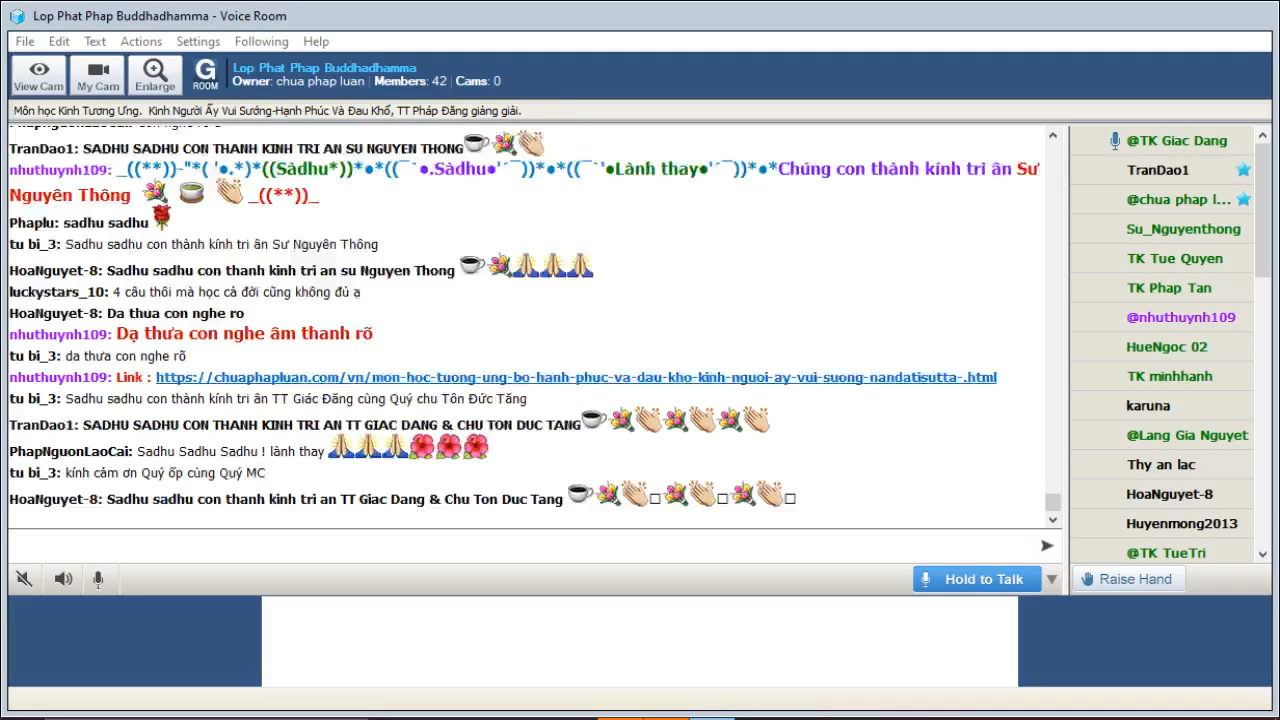 Lop Phat Phap Buddhadhamma - Voice Room
File Edit Text Actions Settings Following Help
View Cam My Cam Enlarge G ROOM
Lop Phat Phap Buddhadhamma
Owner: chua phap luan | Members: 42 | Cams: 0
Môn học Kinh Tương Ưng. Kinh Người Ấy Vui Sướng-Hạnh Phúc Và Đau Khổ, TT Pháp Đăng giảng giải.
TranDao1: SADHU SADHU CON THANH KINH TRI AN SU NGUYEN THONG
nhuthuynh109: _((**))-"*( '●.*)*((Sàdhu*))*●*((¯`●.Sàdhu●'´¯))*●*((¯`'●Lành thay●'´¯))*●*Chúng con thành kính tri ân Sư
Nguyên Thông _((**))_
Phaplu: sadhu sadhu
tu bi_3: Sadhu sadhu con thành kính tri ân Sư Nguyên Thông
HoaNguyet-8: Sadhu sadhu con thanh kinh tri an su Nguyen Thong
luckystars_10: 4 câu thôi mà học cả đời cũng không đủ ạ
HoaNguyet-8: Da thua con nghe ro
nhuthuynh109: Dạ thưa con nghe âm thanh rõ
tu bi_3: da thưa con nghe rõ
nhuthuynh109: Link : https://chuaphapluan.com/vn/mon-hoc-tuong-ung-bo-hanh-phuc-va-dau-kho-kinh-nguoi-ay-vui-suong-nandatisutta-.html
tu bi_3: Sadhu sadhu con thành kính tri ân TT Giác Đăng cùng Quý chu Tôn Đức Tăng
TranDao1: SADHU SADHU CON THANH KINH TRI AN TT GIAC DANG & CHU TON DUC TANG
PhapNguonLaoCai: Sadhu Sadhu Sadhu ! lành thay
tu bi_3: kính cảm ơn Quý ốp cùng Quý MC
HoaNguyet-8: Sadhu sadhu con thanh kinh tri an TT Giac Dang & Chu Ton Duc Tang
@TK Giac Dang
TranDao1
@chua phap l...
Su_Nguyenthong
TK Tue Quyen
TK Phap Tan
@nhuthuynh109
HueNgoc 02
TK minhhanh
karuna
@Lang Gia Nguyet
Thy an lac
HoaNguyet-8
Huyenmong2013
@TK TueTri
Hold to Talk
Raise Hand